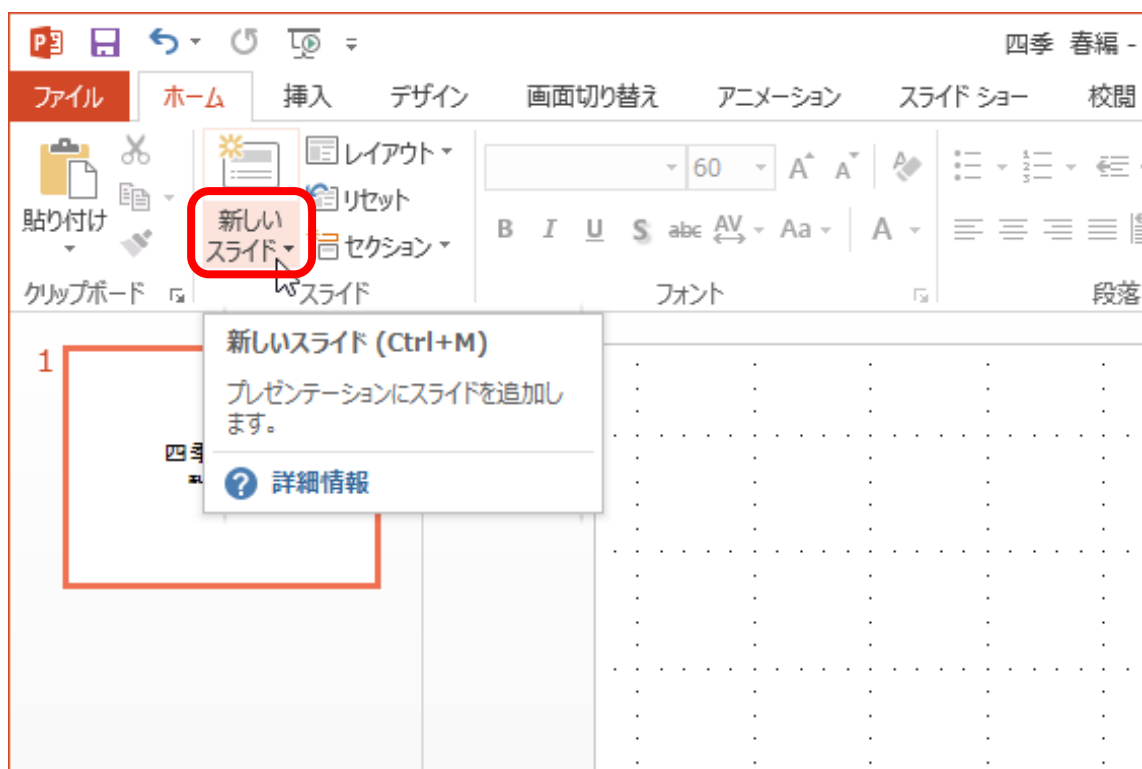 四季 春編 -
ファイル ホーム 挿入 デザイン 画面切り替え アニメーション スライド ショー 校閲
貼り付け
新しい
スライド
レイアウト
リセット
セクション
60
B I U S abc AV Aa A
クリップボード スライド フォント 段落
新しいスライド (Ctrl+M)
プレゼンテーションにスライドを追加し
ます。
詳細情報
1
四季